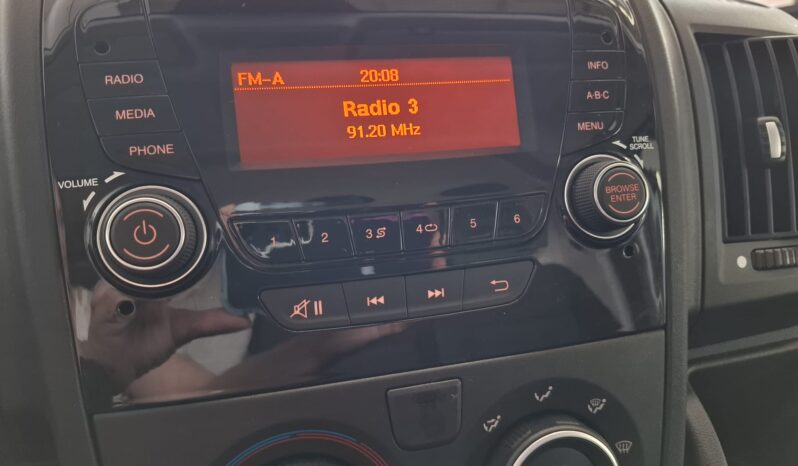 FM-A 20:08
Radio 3
91.20 MHz
RADIO
MEDIA
PHONE
INFO
A-B-C
MENU
VOLUME
TUNE
SCROLL
BROWSE
ENTER
1 2 3 4 5 6